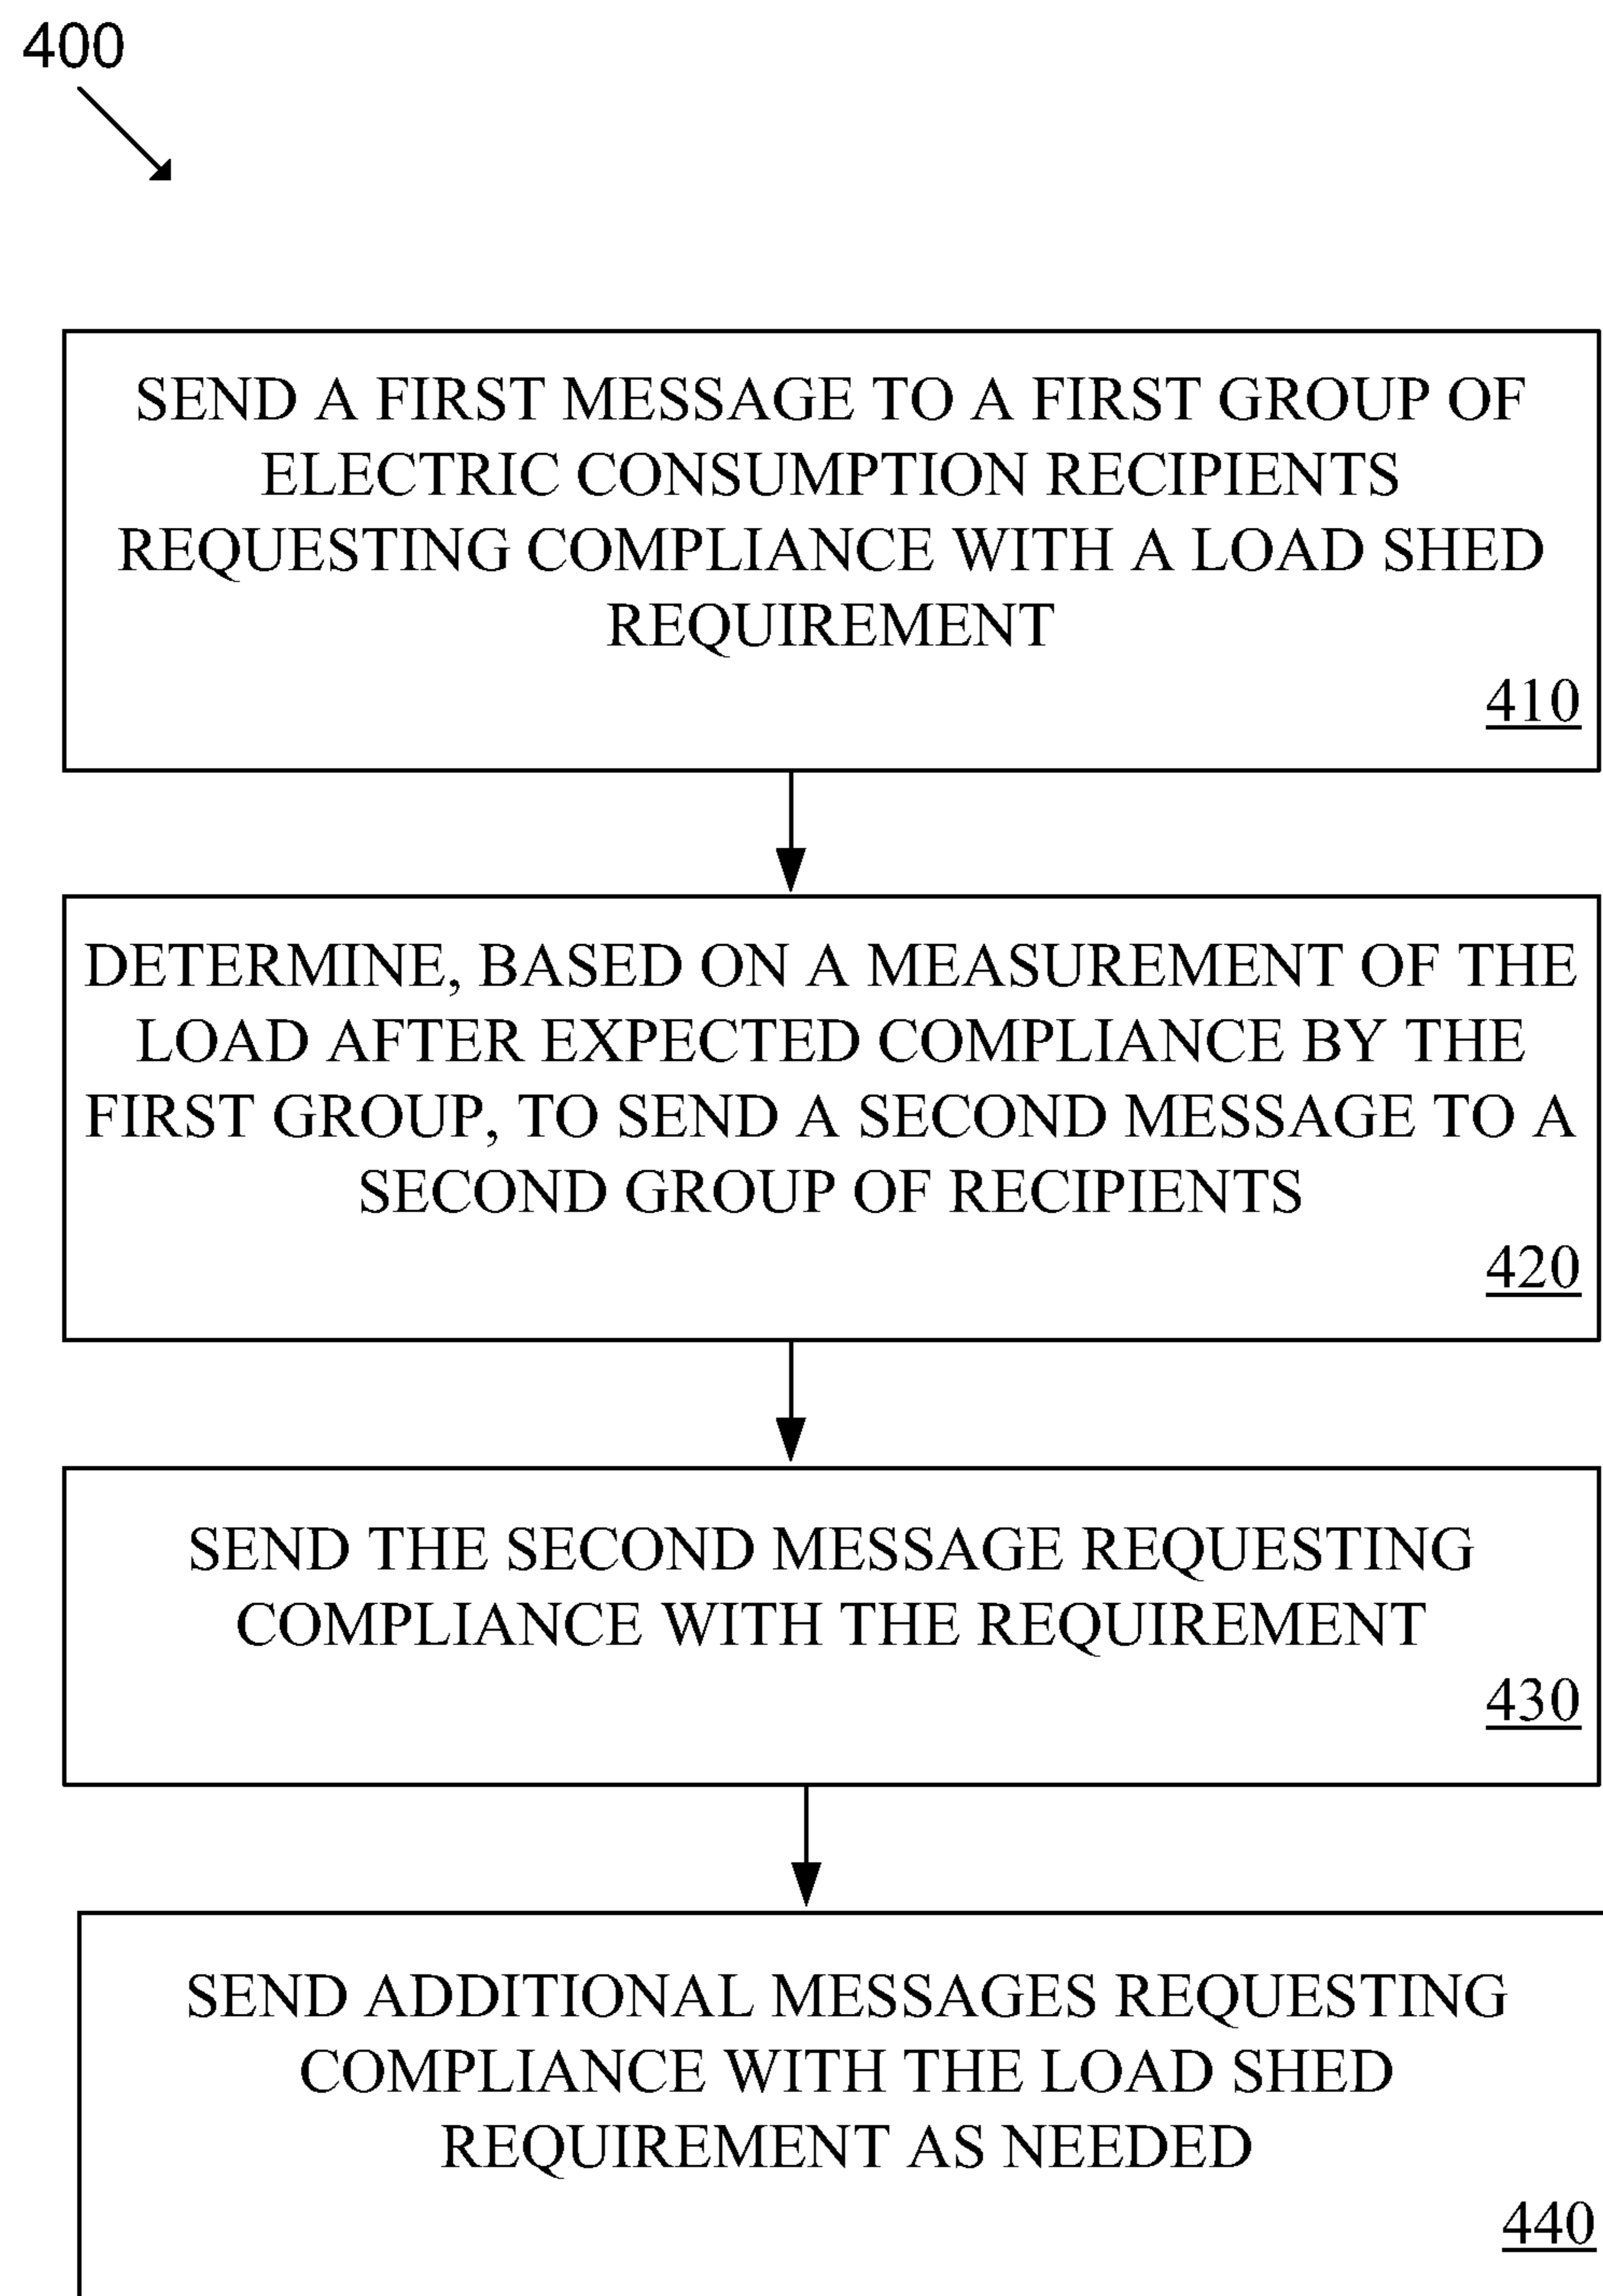 400
SEND A FIRST MESSAGE TO A FIRST GROUP OF
ELECTRIC CONSUMPTION RECIPIENTS
REQUESTING COMPLIANCE WITH A LOAD SHED
REQUIREMENT
410
DETERMINE, BASED ON A MEASUREMENT OF THE
LOAD AFTER EXPECTED COMPLIANCE BY THE
FIRST GROUP, TO SEND A SECOND MESSAGE TO A
SECOND GROUP OF RECIPIENTS
420
SEND THE SECOND MESSAGE REQUESTING
COMPLIANCE WITH THE REQUIREMENT
430
SEND ADDITIONAL MESSAGES REQUESTING
COMPLIANCE WITH THE LOAD SHED
REQUIREMENT AS NEEDED
440